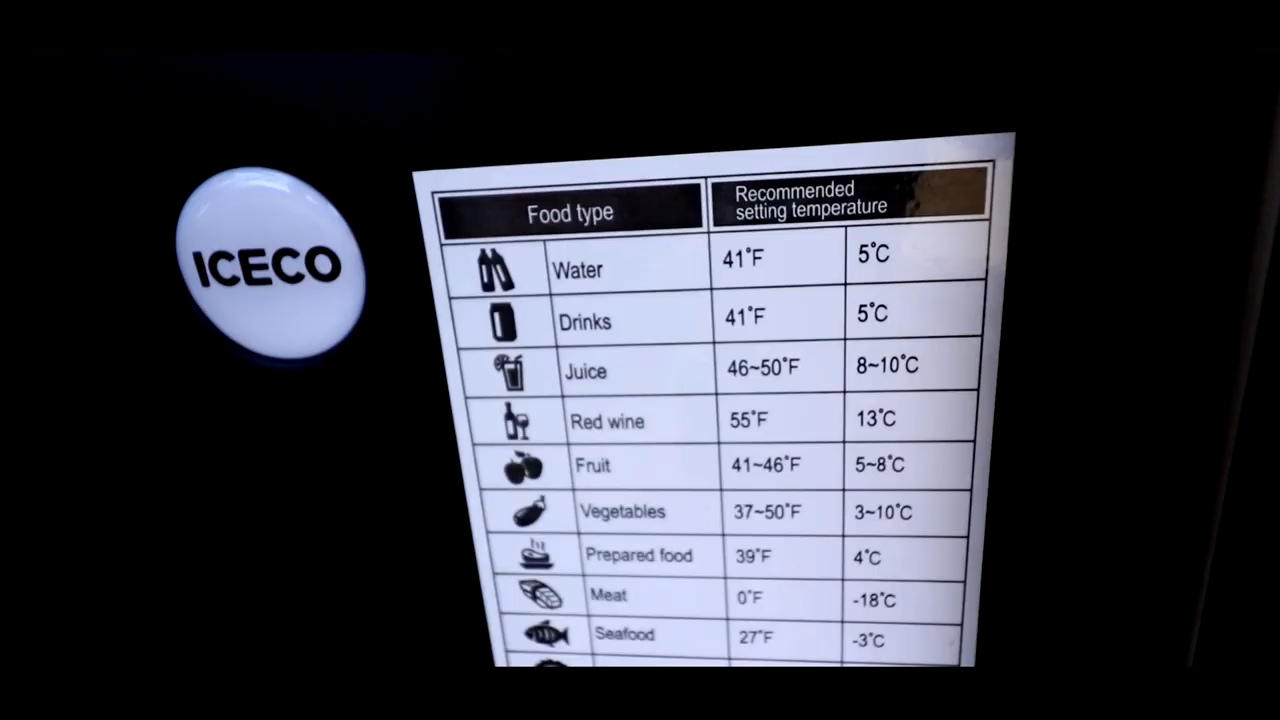 ICECO
Food type
Recommended
setting temperature
Water 41°F 5°C
Drinks 41°F 5°C
Juice 46~50°F 8~10°C
Red wine 55°F 13°C
Fruit 41~46°F 5~8°C
Vegetables 37~50°F 3~10°C
Prepared food 39°F 4°C
Meat 0°F -18°C
Seafood 27°F -3°C